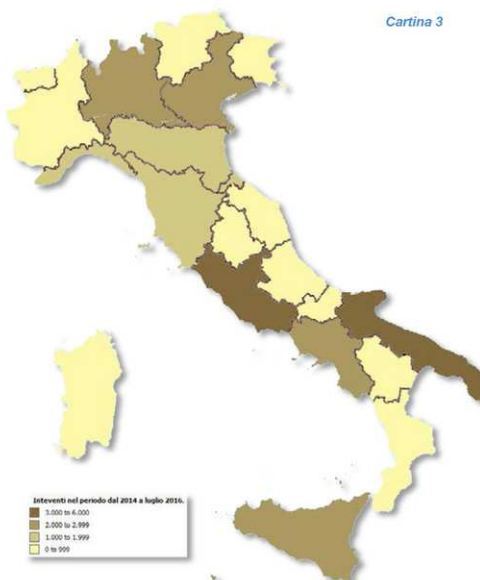 Cartina 3
Inteventi nel periodo dal 2014 a luglio 2016.
3.000 to 6.000
2.000 to 2.999
1.000 to 1.999
0 to 999